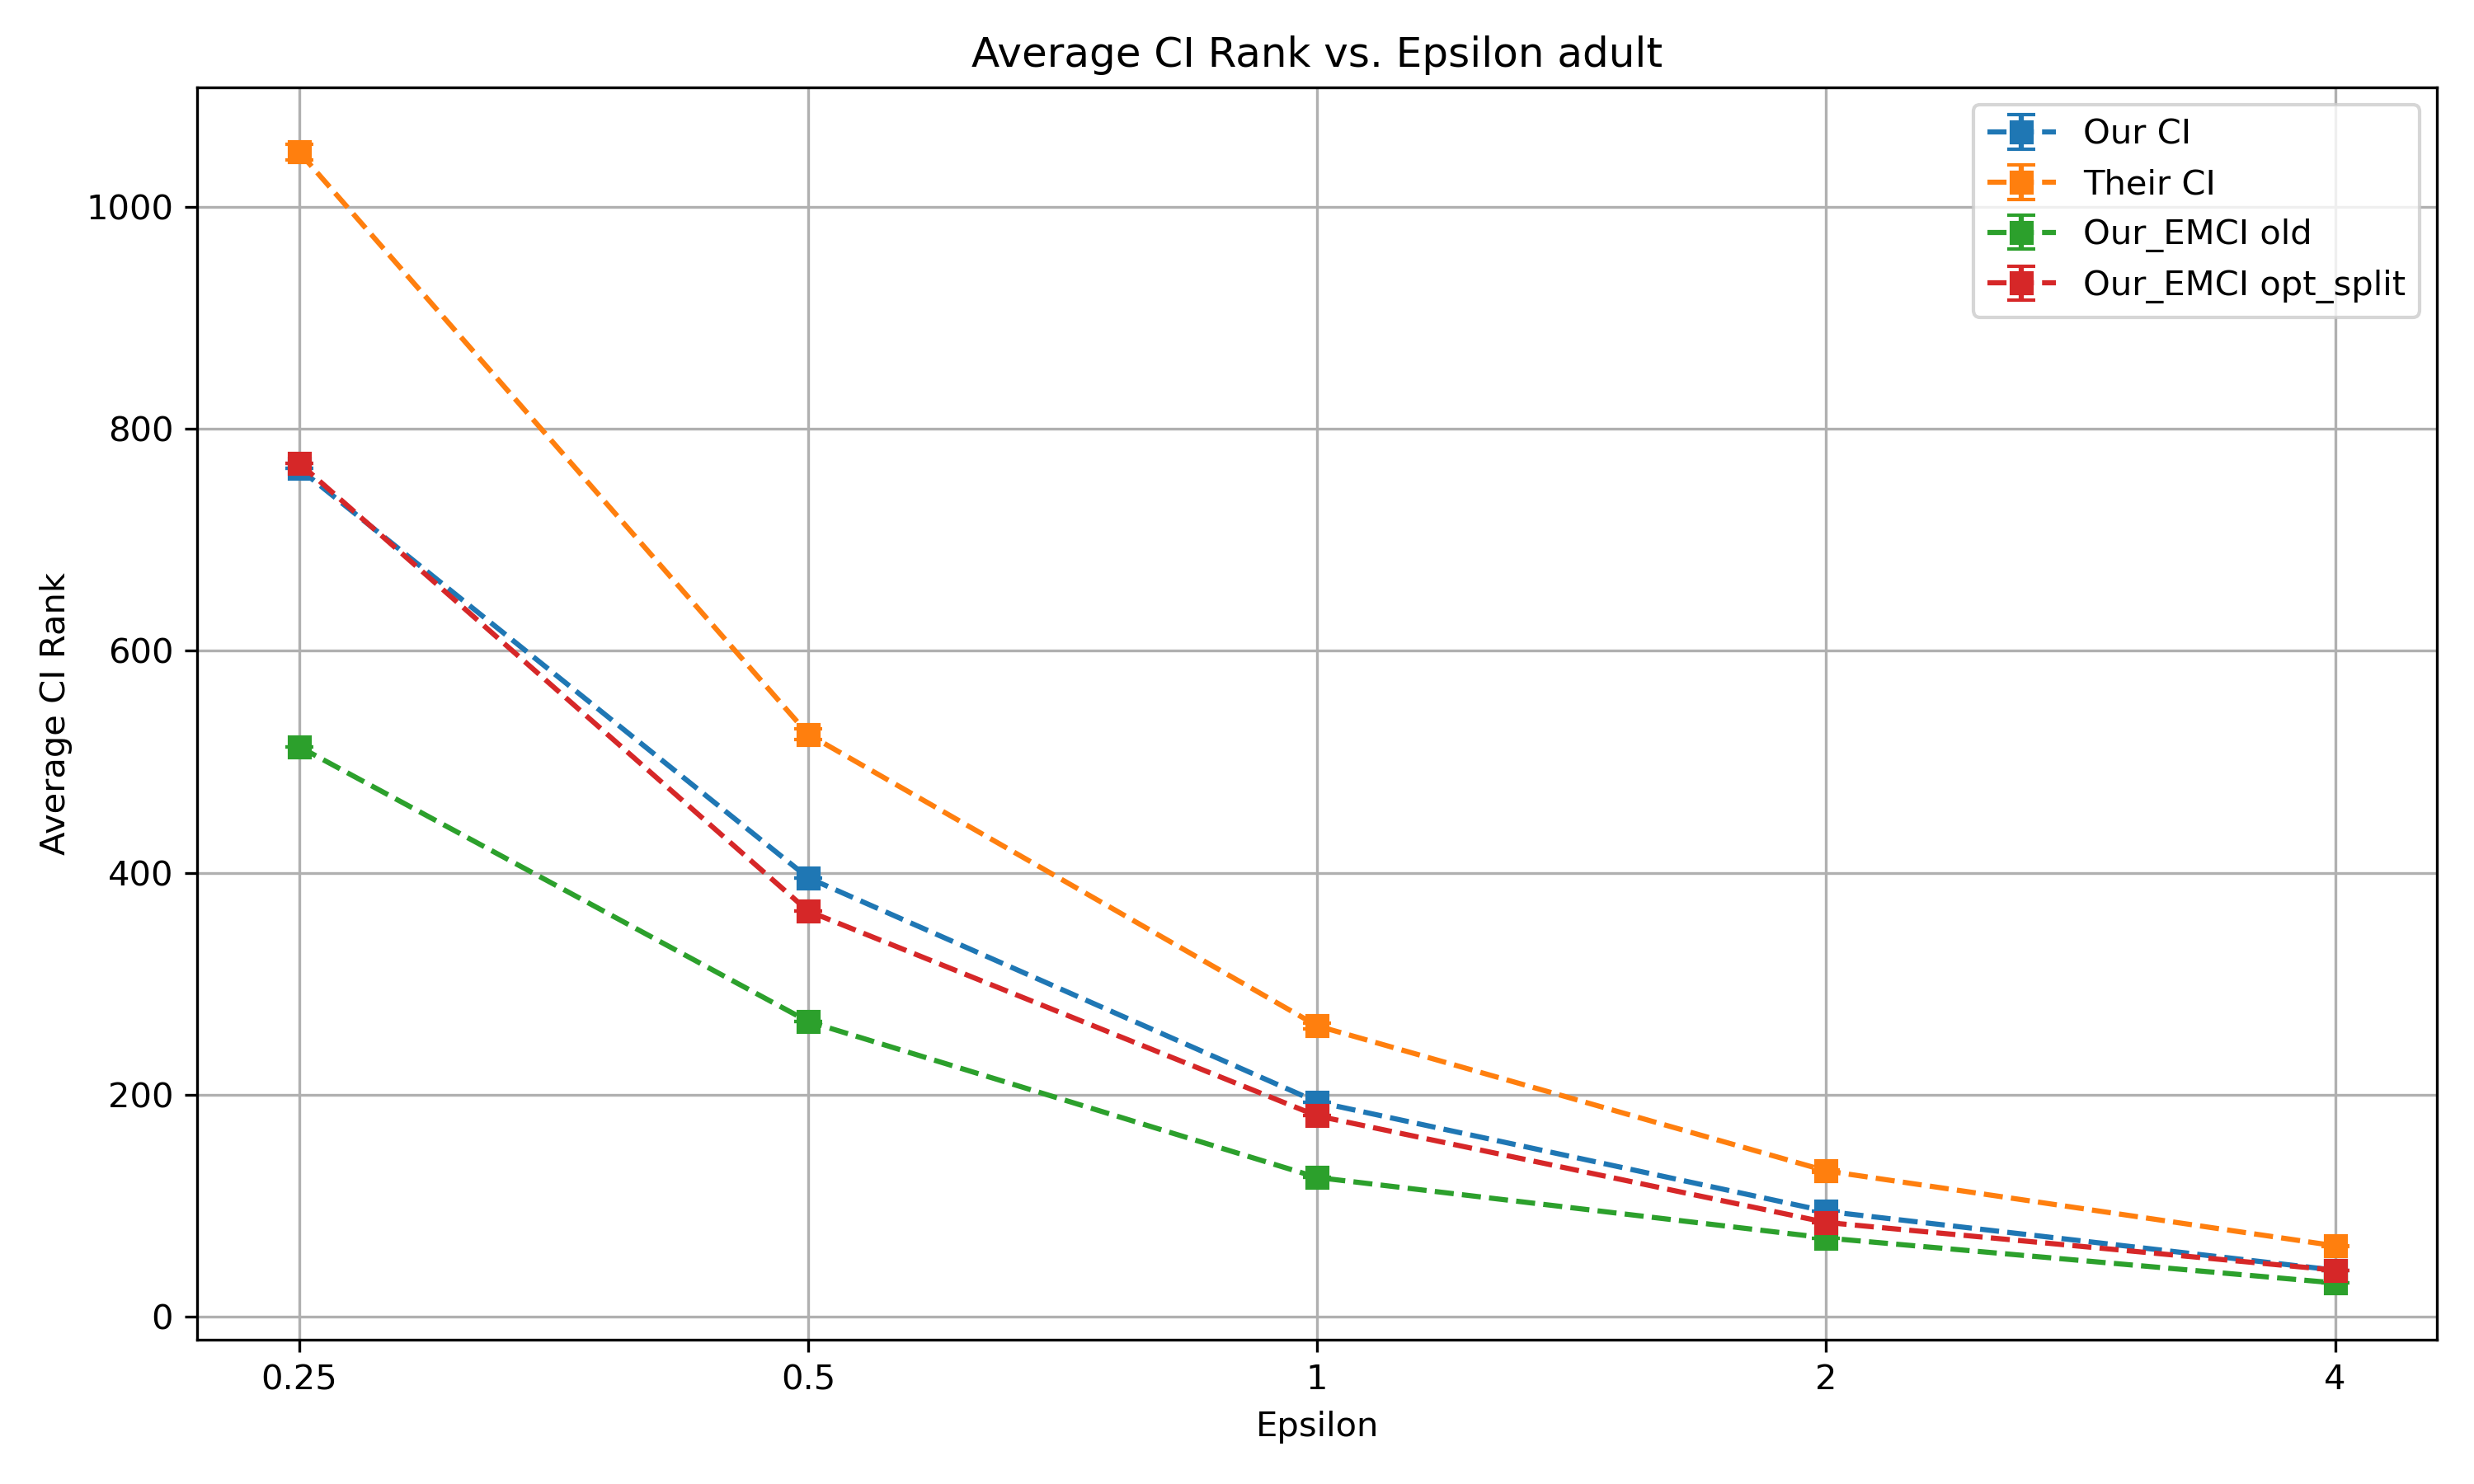 Average CI Rank vs. Epsilon adult
Our CI
Their CI
Our_EMCI old
Our_EMCI opt_split
Average CI Rank
1000
800
600
400
200
0
0.25
0.5
1
2
4
Epsilon